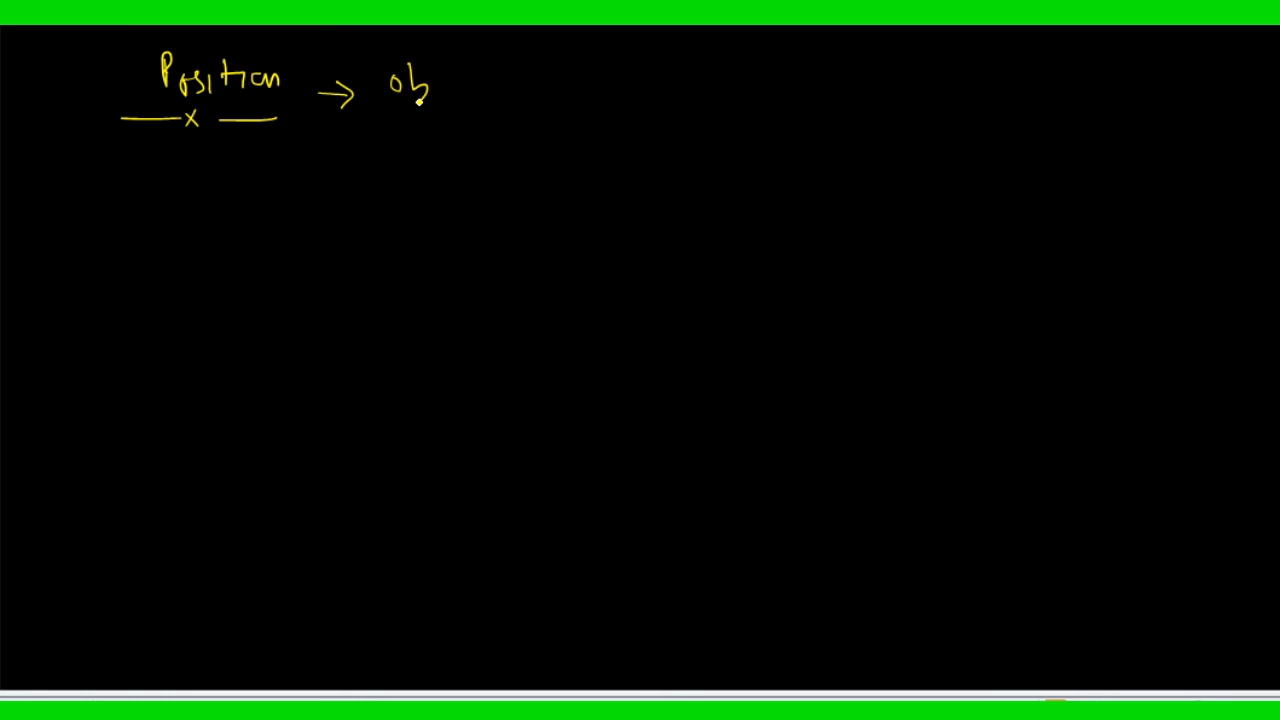 Position → ob
—x—